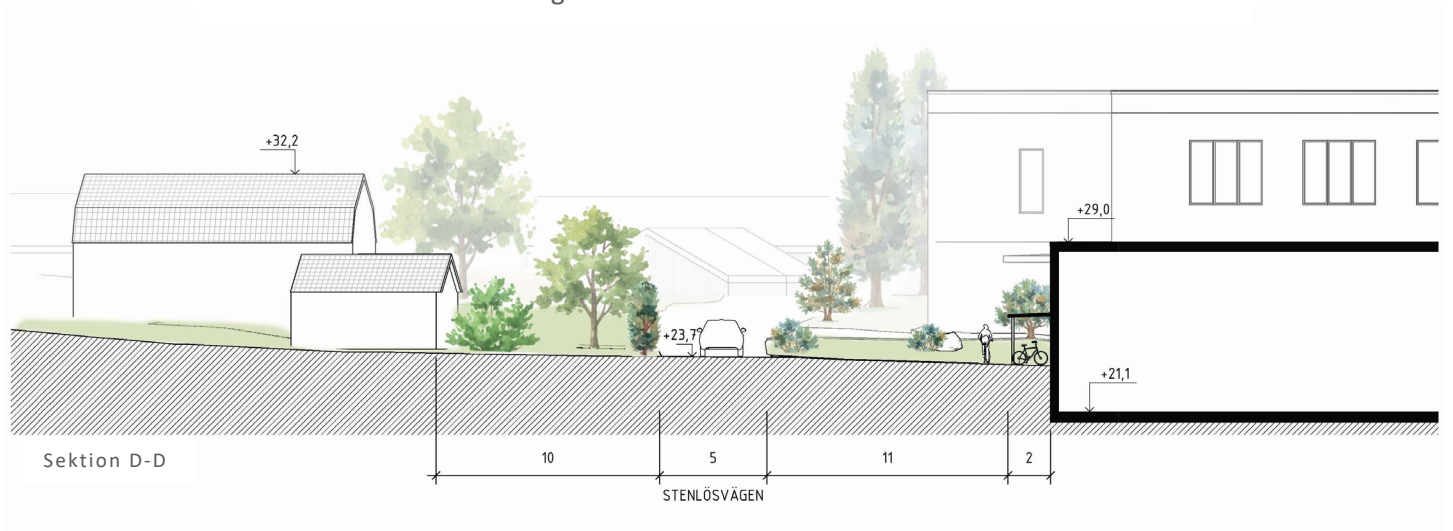 +32,2
+29,0
+23,7
+21,1
Sektion D-D
10 5 11 2
STENLÖSVÄGEN